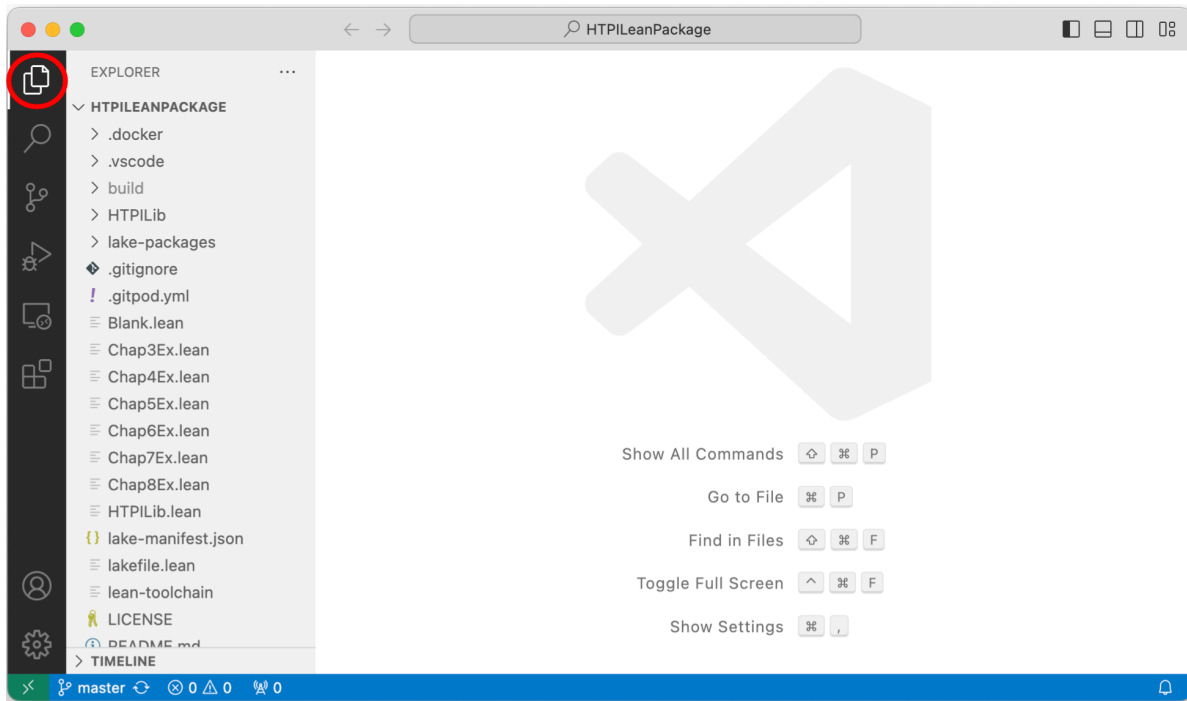 HTPILeanPackage
EXPLORER
HTPILEANPACKAGE
.docker
.vscode
build
HTPILib
lake-packages
.gitignore
! .gitpod.yml
Blank.lean
Chap3Ex.lean
Chap4Ex.lean
Chap5Ex.lean
Chap6Ex.lean
Chap7Ex.lean
Chap8Ex.lean
HTPILib.lean
{} lake-manifest.json
lakefile.lean
lean-toolchain
LICENSE
README.md
TIMELINE
Show All Commands ⇧ ⌘ P
Go to File ⌘ P
Find in Files ⇧ ⌘ F
Toggle Full Screen ^ ⌘ F
Show Settings ⌘ ,
master 0 0 0